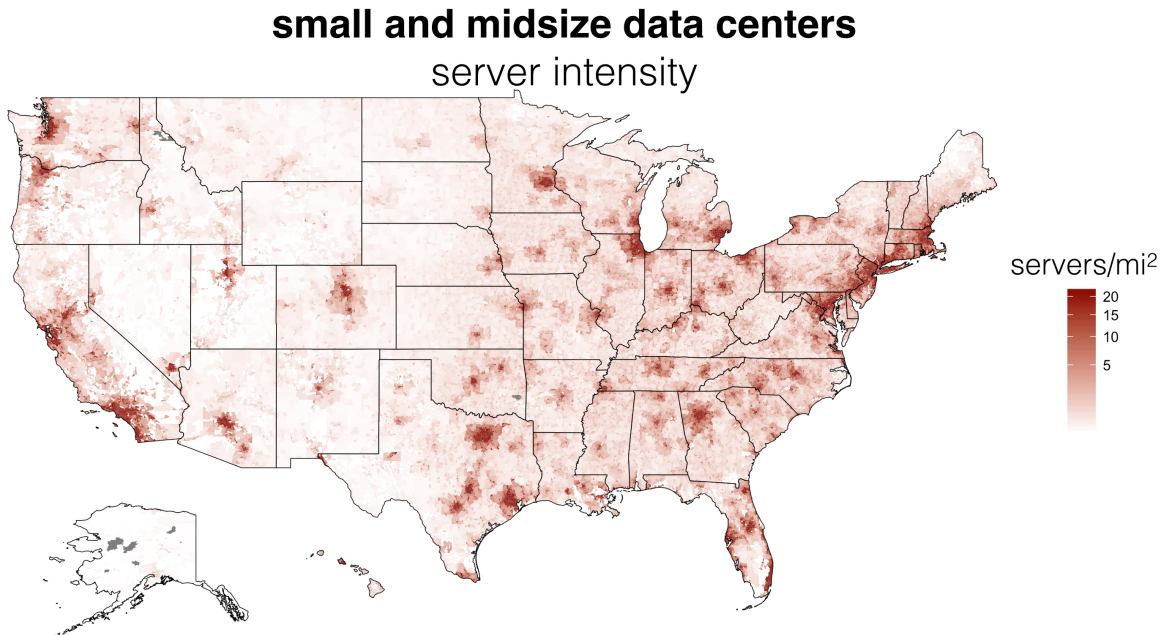 small and midsize data centers
server intensity
servers/mi²
20
15
10
5